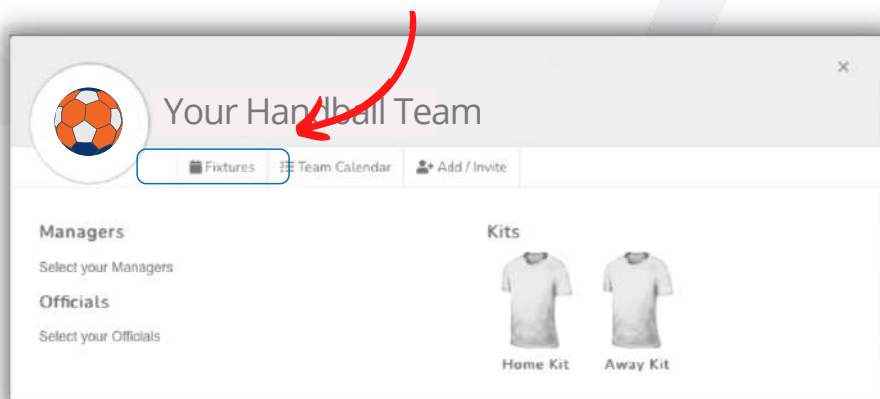 Your Handball Team
Fixtures Team Calendar Add / Invite
Managers
Select your Managers
Officials
Select your Officials
Kits
Home Kit Away Kit